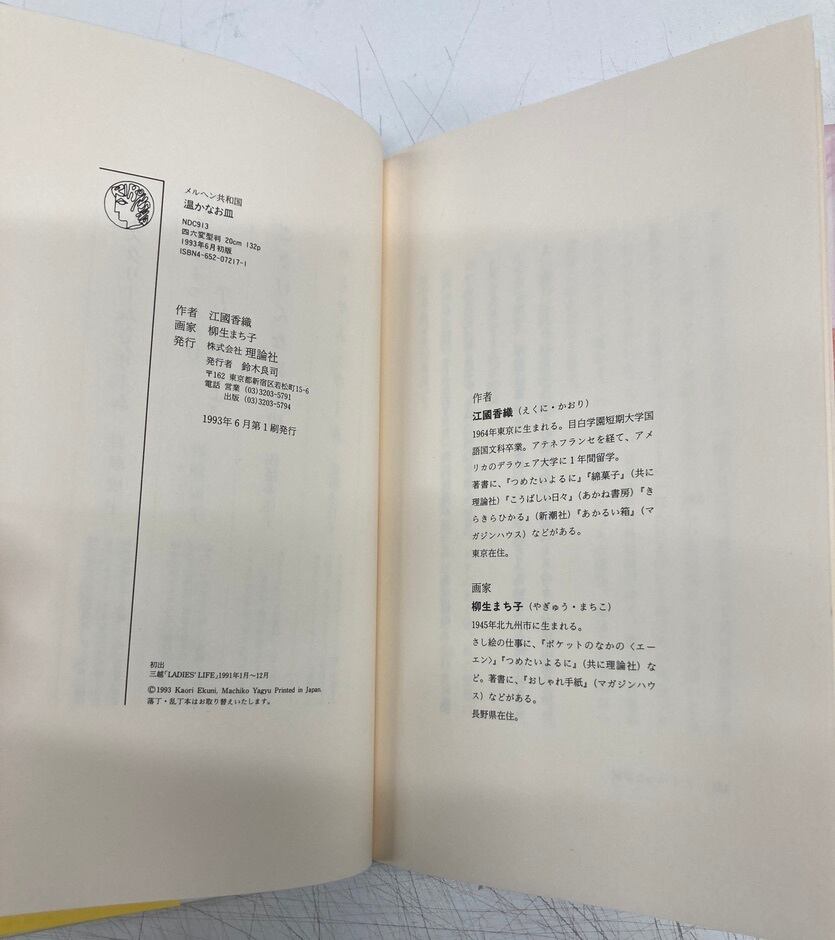 メルヘン共和国
温かなお皿
NDC913
四六変型判 20cm 132p
1993年6月初版
ISBN4-652-07217-1
作者 江國香織
画家 柳生まち子
発行 株式会社 理論社
発行者 鈴木良司
〒162 東京都新宿区若松町15-6
電話 営業 (03)3203-5791
出版 (03)3203-5794
1993年6月第1刷発行
初出
三越「LADIES' LIFE」1991年1月〜12月
©1993 Kaori Ekuni, Machiko Yagyu Printed in Japan.
落丁・乱丁本はお取り替えいたします。
作者
江國香織（えくに・かおり）
1964年東京に生まれる。目白学園短期大学国
語国文科卒業。アテネフランセを経て、アメ
リカのデラウェア大学に1年間留学。
著書に、『つめたいよるに』『綿菓子』（共に
理論社）『こうばしい日々』（あかね書房）『き
らきらひかる』（新潮社）『あかるい箱』（マ
ガジンハウス）などがある。
東京在住。
画家
柳生まち子（やぎゅう・まちこ）
1945年北九州市に生まれる。
さし絵の仕事に、『ポケットのなかの〈エー
エン〉』『つめたいよるに』（共に理論社）な
ど。著書に、『おしゃれ手紙』（マガジンハウ
ス）などがある。
長野県在住。